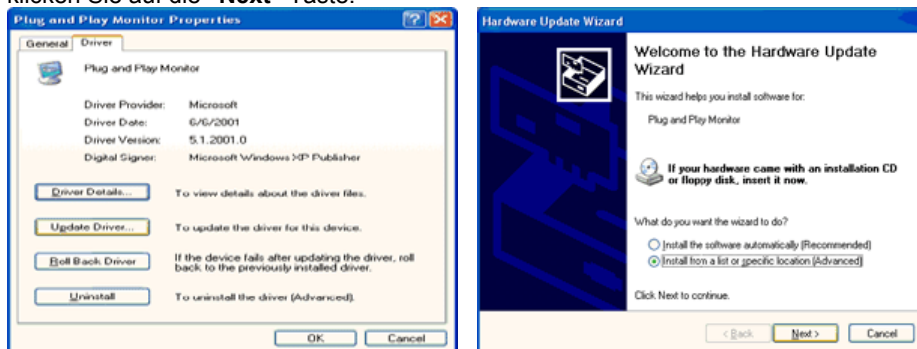 klicken Sie auf die "Next"-Taste.
Plug and Play Monitor Properties
General
Driver
Plug and Play Monitor
Driver Provider: Microsoft
Driver Date: 6/6/2001
Driver Version: 5.1.2001.0
Digital Signer: Microsoft Windows XP Publisher
Driver Details...
To view details about the driver files.
Update Driver...
To update the driver for this device.
Roll Back Driver
If the device fails after updating the driver, roll
back to the previously installed driver.
Uninstall
To uninstall the driver (Advanced).
OK
Cancel
Hardware Update Wizard
Welcome to the Hardware Update
Wizard
This wizard helps you install software for:
Plug and Play Monitor
If your hardware came with an installation CD
or floppy disk, insert it now.
What do you want the wizard to do?
Install the software automatically (Recommended)
Install from a list or specific location (Advanced)
Click Next to continue.
< Back
Next >
Cancel